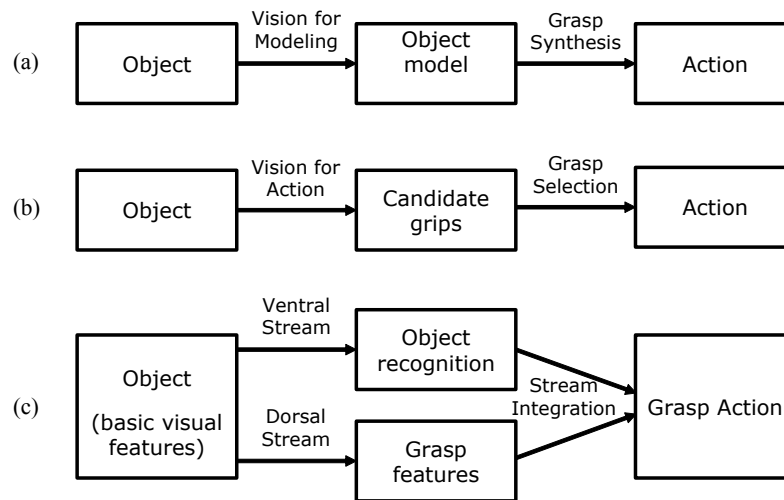 (a)
Object
Vision for
Modeling
Object
model
Grasp
Synthesis
Action
(b)
Object
Vision for
Action
Candidate
grips
Grasp
Selection
Action
(c)
Object
(basic visual
features)
Ventral
Stream
Object
recognition
Dorsal
Stream
Grasp
features
Stream
Integration
Grasp Action